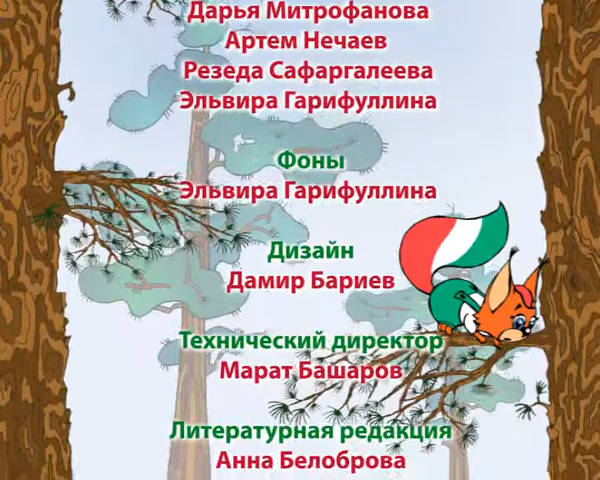 Дарья Митрофанова
Артем Нечаев
Резеда Сафаргалеева
Эльвира Гарифуллина
Фоны
Эльвира Гарифуллина
Дизайн
Дамир Бариев
Технический директор
Марат Башаров
Литературная редакция
Анна Белоброва